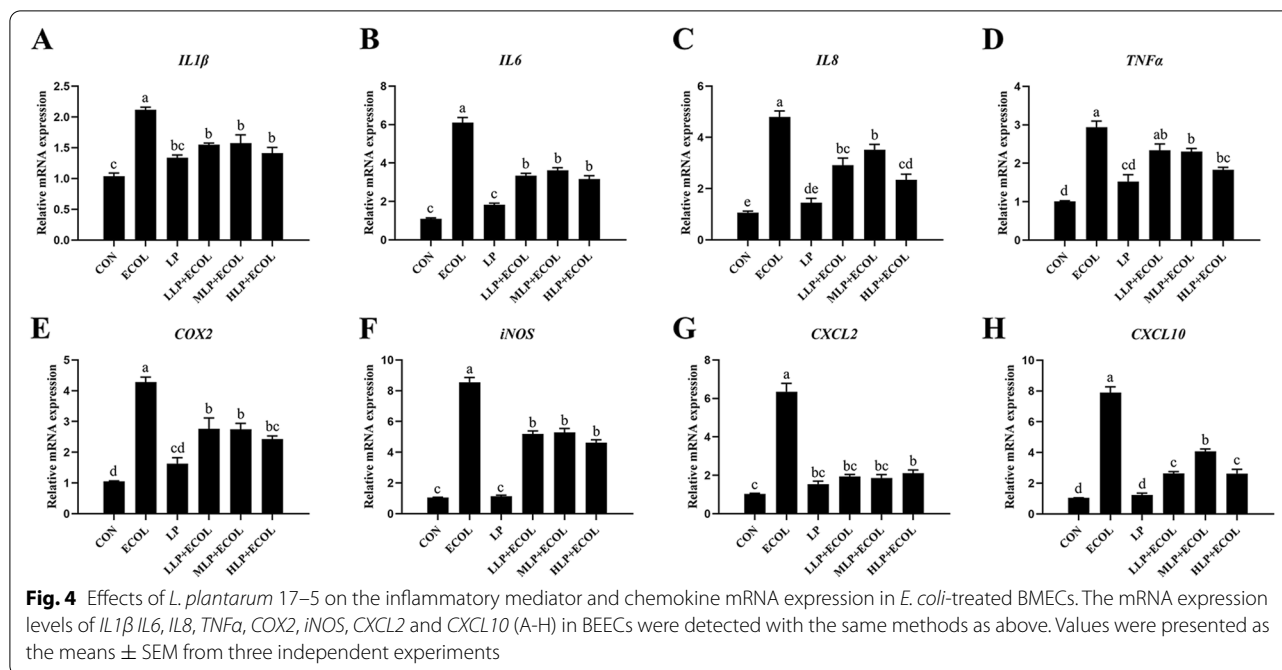 A
IL1β
Relative mRNA expression
2.5
2.0
1.5
1.0
0.5
0.0
c
a
bc
b
b
b
CON
ECOL
LP
LLP+ECOL
MLP+ECOL
HLP+ECOL
B
IL6
Relative mRNA expression
8
6
4
2
0
c
a
c
b
b
b
CON
ECOL
LP
LLP+ECOL
MLP+ECOL
HLP+ECOL
C
IL8
Relative mRNA expression
6
4
2
0
e
a
de
bc
b
cd
CON
ECOL
LP
LLP+ECOL
MLP+ECOL
HLP+ECOL
D
TNFα
Relative mRNA expression
4
3
2
1
0
d
a
cd
ab
b
bc
CON
ECOL
LP
LLP+ECOL
MLP+ECOL
HLP+ECOL
E
COX2
Relative mRNA expression
5
4
3
2
1
0
d
a
cd
b
b
bc
CON
ECOL
LP
LLP+ECOL
MLP+ECOL
HLP+ECOL
F
iNOS
Relative mRNA expression
10
8
6
4
2
0
c
a
c
b
b
b
CON
ECOL
LP
LLP+ECOL
MLP+ECOL
HLP+ECOL
G
CXCL2
Relative mRNA expression
8
6
4
2
0
c
a
bc
bc
bc
b
CON
ECOL
LP
LLP+ECOL
MLP+ECOL
HLP+ECOL
H
CXCL10
Relative mRNA expression
10
8
6
4
2
0
d
a
d
c
b
c
CON
ECOL
LP
LLP+ECOL
MLP+ECOL
HLP+ECOL
Fig. 4 Effects of L. plantarum 17–5 on the inflammatory mediator and chemokine mRNA expression in E. coli-treated BMECs. The mRNA expression
levels of IL1β IL6, IL8, TNFα, COX2, iNOS, CXCL2 and CXCL10 (A-H) in BEECs were detected with the same methods as above. Values were presented as
the means ± SEM from three independent experiments